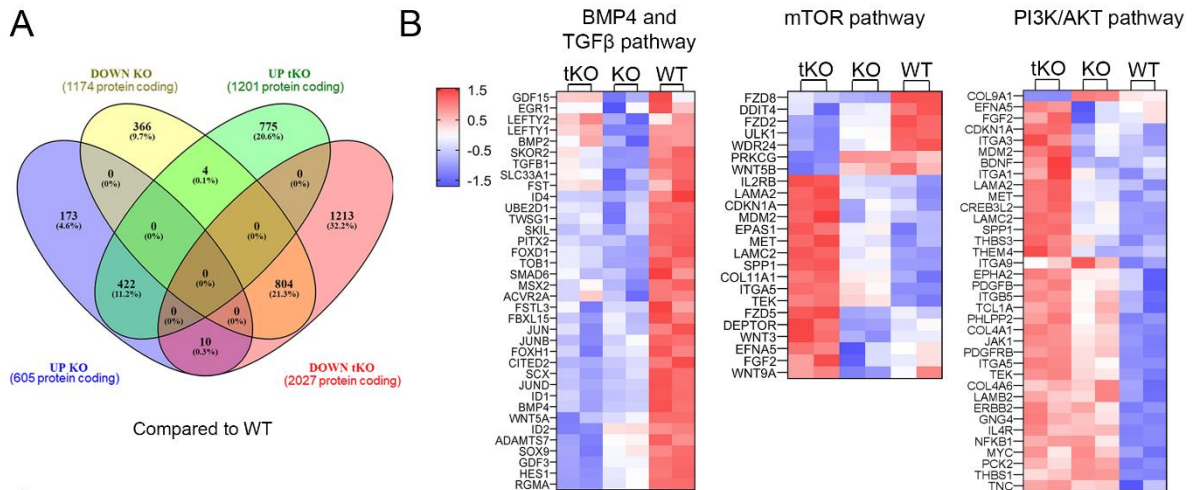 A
DOWN KO
(1174 protein coding)
UP tKO
(1201 protein coding)
366
(9.7%)
775
(20.6%)
0
(0%)
4
(0.1%)
0
(0%)
173
(4.6%)
0
(0%)
0
(0%)
1213
(32.2%)
422
(11.2%)
0
(0%)
804
(21.3%)
0
(0%)
0
(0%)
10
(0.3%)
UP KO
(605 protein coding)
DOWN tKO
(2027 protein coding)
Compared to WT
B
1.5
0.5
-0.5
-1.5
BMP4 and
TGFβ pathway
tKO KO WT
GDF15
EGR1
LEFTY2
LEFTY1
BMP2
SKOR2
TGFB1
SLC33A1
FST
ID4
UBE2D1
TWSG1
SKIL
PITX2
FOXD1
TOB1
SMAD6
MSX2
ACVR2A
FSTL3
FBXL15
JUN
JUNB
FOXH1
CITED2
SCX
JUND
ID1
BMP4
WNT5A
ID2
ADAMTS7
SOX9
GDF3
HES1
RGMA
mTOR pathway
tKO KO WT
FZD8
DDIT4
FZD2
ULK1
WDR24
PRKCG
WNT5B
IL2RB
LAMA2
CDKN1A
MDM2
EPAS1
MET
LAMC2
SPP1
COL11A1
ITGA5
TEK
FZD5
DEPTOR
WNT3
EFNA5
FGF2
WNT9A
PI3K/AKT pathway
tKO KO WT
COL9A1
EFNA5
FGF2
CDKN1A
ITGA3
MDM2
BDNF
ITGA1
LAMA2
MET
CREB3L2
LAMC2
SPP1
THBS3
THEM4
ITGA9
EPHA2
PDGFB
ITGB5
TCL1A
PHLPP2
COL4A1
JAK1
PDGFRB
ITGA5
TEK
COL4A6
LAMB2
ERBB2
GNG4
IL4R
NFKB1
MYC
PCK2
THBS1
TNC